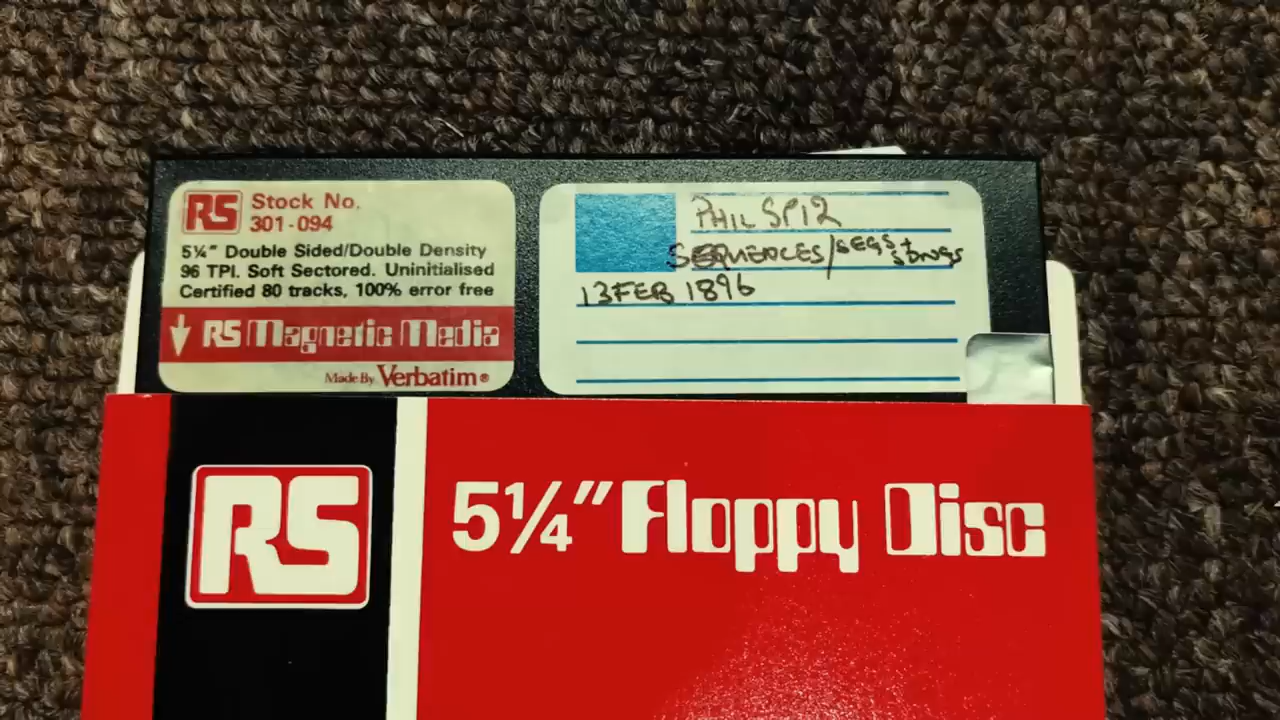 RS Stock No.
301-094
5¼" Double Sided/Double Density
96 TPI. Soft Sectored. Uninitialised
Certified 80 tracks, 100% error free
RS Magnetic Media
Made By Verbatim®
PHIL SP12
SEQUENCES/SEGS +
SONGS
13 FEB 1896
RS
5¼" Floppy Disc